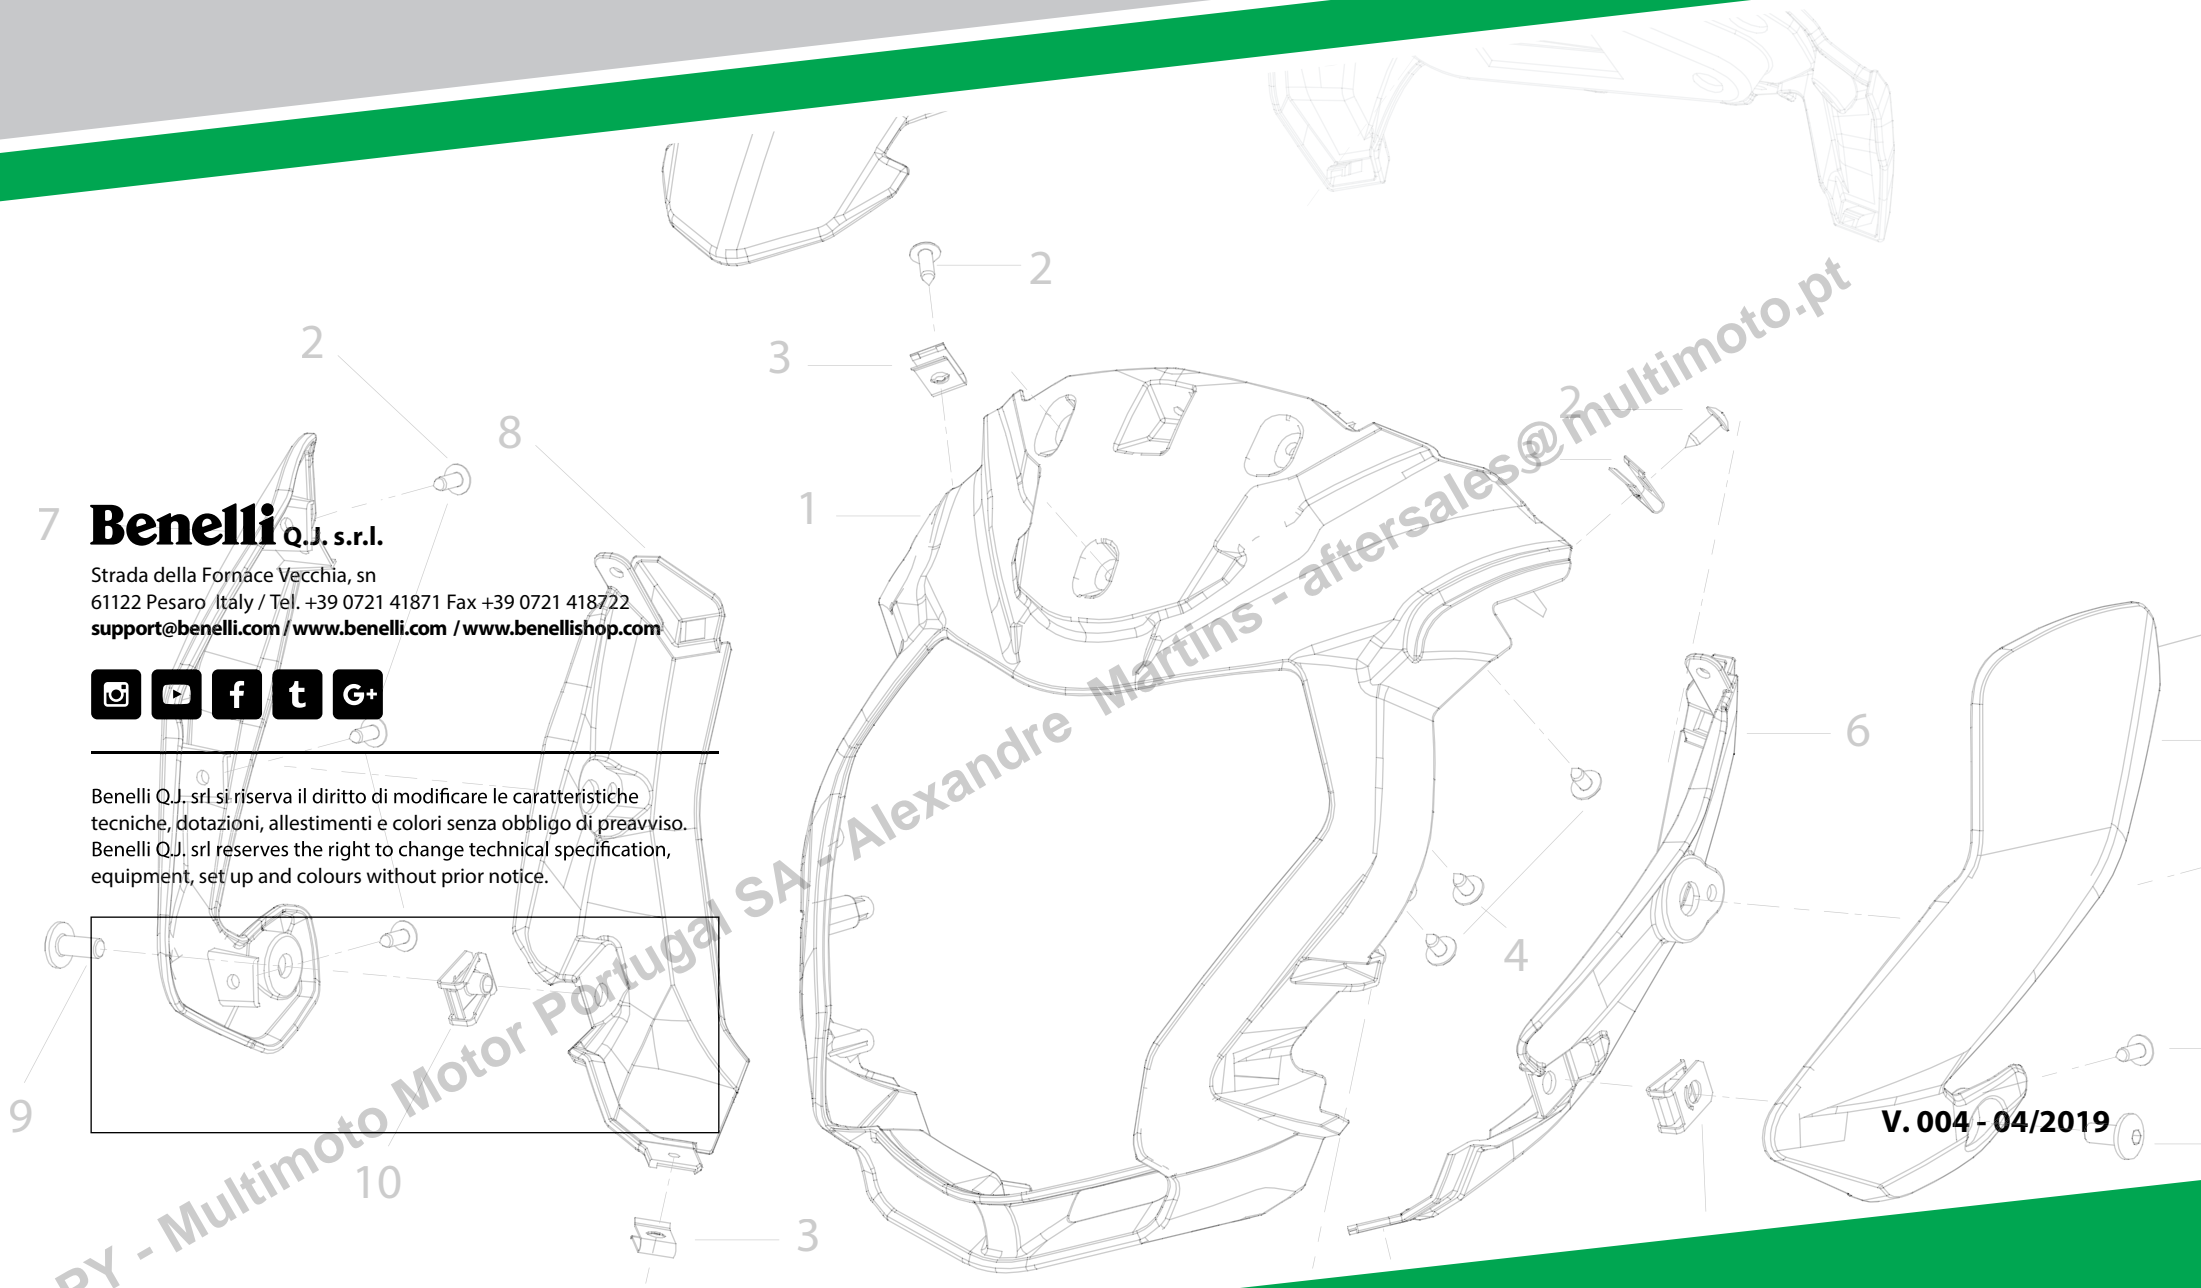 2
2
3
8
2
3
1
7
Benelli Q.J. s.r.l.
Strada della Fornace Vecchia, sn
61122 Pesaro Italy / Tel. +39 0721 41871 Fax +39 0721 418722
support@benelli.com / www.benelli.com / www.benellishop.com
G+
6
Benelli Q.J. srl si riserva il diritto di modificare le caratteristiche
tecniche, dotazioni, allestimenti e colori senza obbligo di preavviso.
Benelli Q.J. srl reserves the right to change technical specification,
equipment, set up and colours without prior notice.
4
9
10
3
V. 004 - 04/2019
- Multimoto Motor Portugal SA - Alexandre Martins - aftersales@multimoto.pt